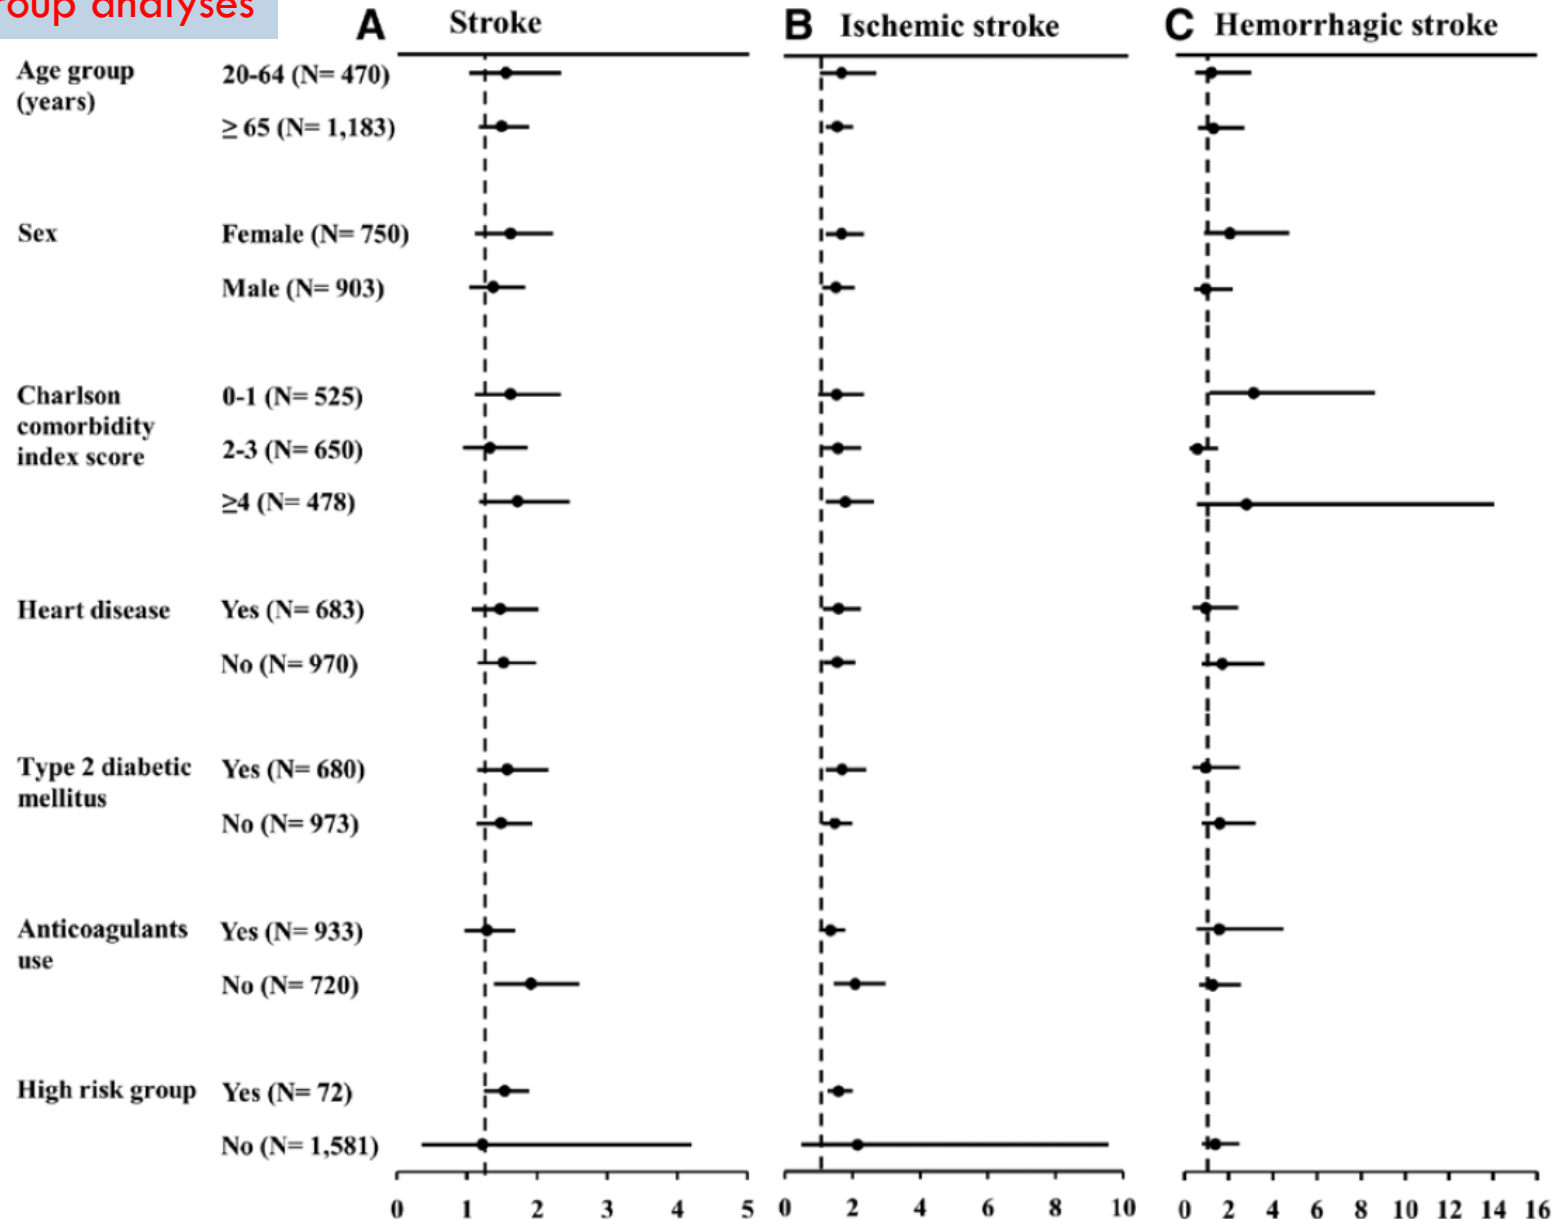 group analyses
A Stroke
B Ischemic stroke
C Hemorrhagic stroke
Age group
(years)
20-64 (N= 470)
≥ 65 (N= 1,183)
Sex
Female (N= 750)
Male (N= 903)
Charlson
comorbidity
index score
0-1 (N= 525)
2-3 (N= 650)
≥4 (N= 478)
Heart disease
Yes (N= 683)
No (N= 970)
Type 2 diabetic
mellitus
Yes (N= 680)
No (N= 973)
Anticoagulants
use
Yes (N= 933)
No (N= 720)
High risk group
Yes (N= 72)
No (N= 1,581)
0 1 2 3 4 5
0 2 4 6 8 10
0 2 4 6 8 10 12 14 16